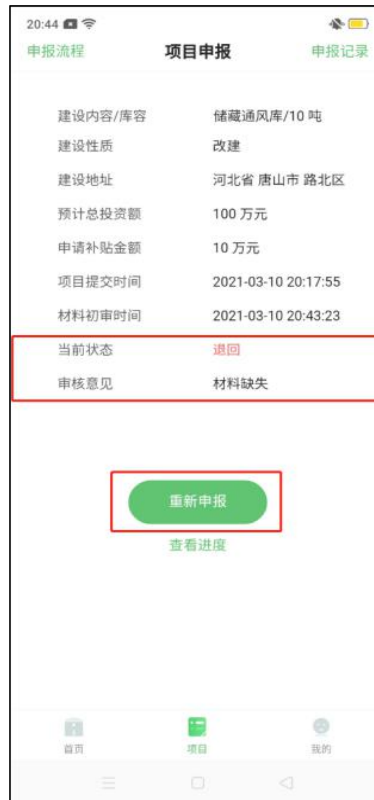 20:44
申报流程 项目申报 申报记录
建设内容/库容 储藏通风库/10 吨
建设性质 改建
建设地址 河北省 唐山市 路北区
预计总投资额 100 万元
申请补贴金额 10 万元
项目提交时间 2021-03-10 20:17:55
材料初审时间 2021-03-10 20:43:23
当前状态 退回
审核意见 材料缺失
重新申报
查看进度
首页 项目 我的